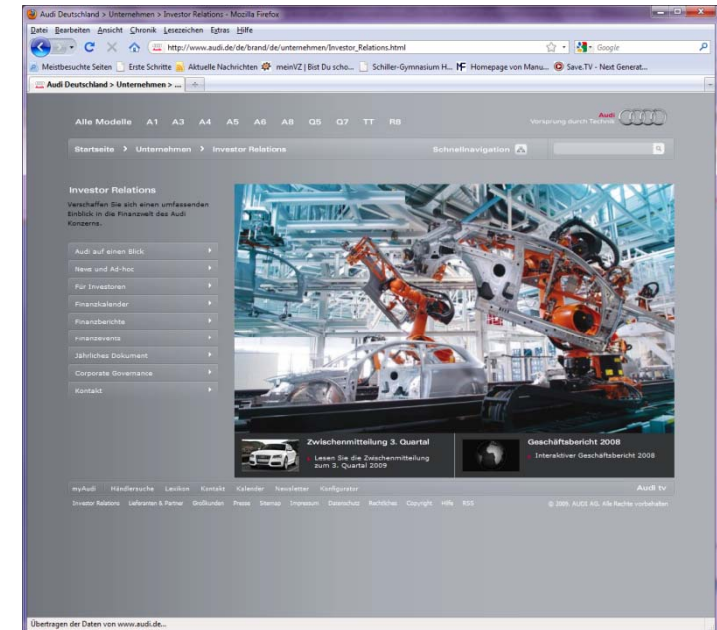 Audi Deutschland > Unternehmen > Investor Relations - Mozilla Firefox
Datei Bearbeiten Ansicht Chronik Lesezeichen Extras Hilfe
http://www.audi.de/de/brand/de/unternehmen/Investor_Relations.html
Google
Meistbesuchte Seiten Erste Schritte Aktuelle Nachrichten meinVZ | Bist Du scho... Schiller-Gymnasium H... Homepage von Manu... Save.TV - Next Generat...
Audi Deutschland > Unternehmen > ...
Alle Modelle A1 A3 A4 A5 A6 A8 Q5 Q7 TT R8
Audi
Vorsprung durch Technik
Startseite > Unternehmen > Investor Relations
Schnellnavigation
Investor Relations
Verschaffen Sie sich einen umfassenden
Einblick in die Finanzwelt des Audi
Konzerns.
Audi auf einen Blick
News und Ad-hoc
Für Investoren
Finanzkalender
Finanzberichte
Finanzevents
Jährliches Dokument
Corporate Governance
Kontakt
Zwischenmitteilung 3. Quartal
Lesen Sie die Zwischenmitteilung
zum 3. Quartal 2009
Geschäftsbericht 2008
Interaktiver Geschäftsbericht 2008
myAudi Händlersuche Lexikon Kontakt Kalender Newsletter Konfigurator
Audi tv
Investor Relations Lieferanten & Partner Großkunden Presse Sitemap Impressum Datenschutz Rechtliches Copyright Hilfe RSS
© 2009. AUDI AG. Alle Rechte vorbehalten
Übertragen der Daten von www.audi.de...